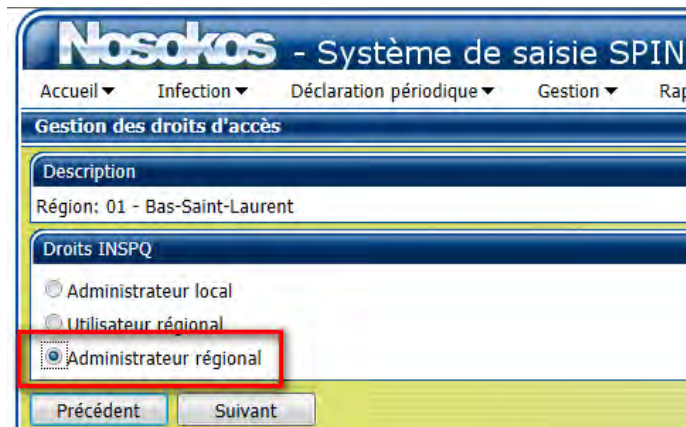 Nosokos - Système de saisie SPIN
Accueil Infection Déclaration périodique Gestion Rap
Gestion des droits d'accès
Description
Région: 01 - Bas-Saint-Laurent
Droits INSPQ
Administrateur local
Utilisateur régional
Administrateur régional
Précédent Suivant